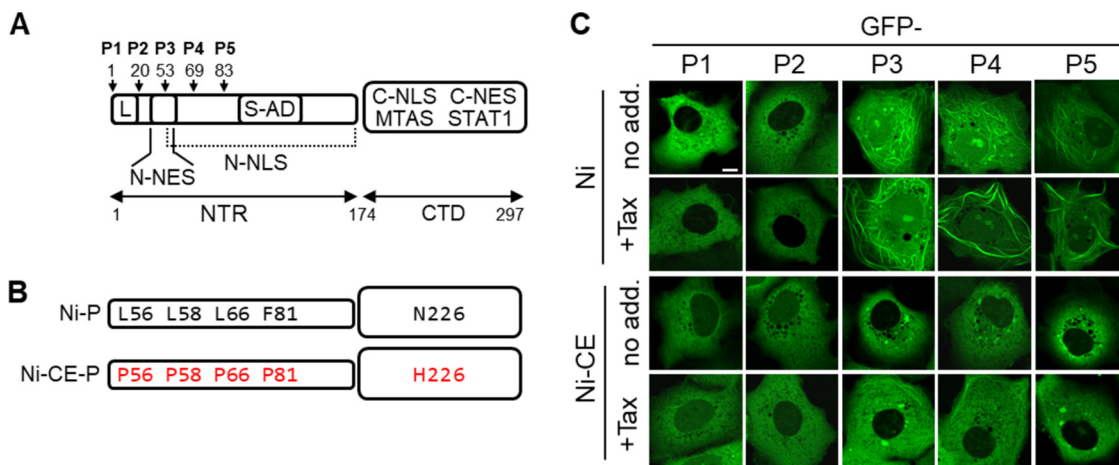 A
P1 P2 P3 P4 P5
1 20 53 69 83
L S-AD
C-NLS C-NES
MTAS STAT1
N-NLS
N-NES
1 NTR 174 CTD 297
B
Ni-P L56 L58 L66 F81 N226
Ni-CE-P P56 P58 P66 P81 H226
C
GFP-
P1 P2 P3 P4 P5
Ni
no add.
+Tax
Ni-CE
no add.
+Tax